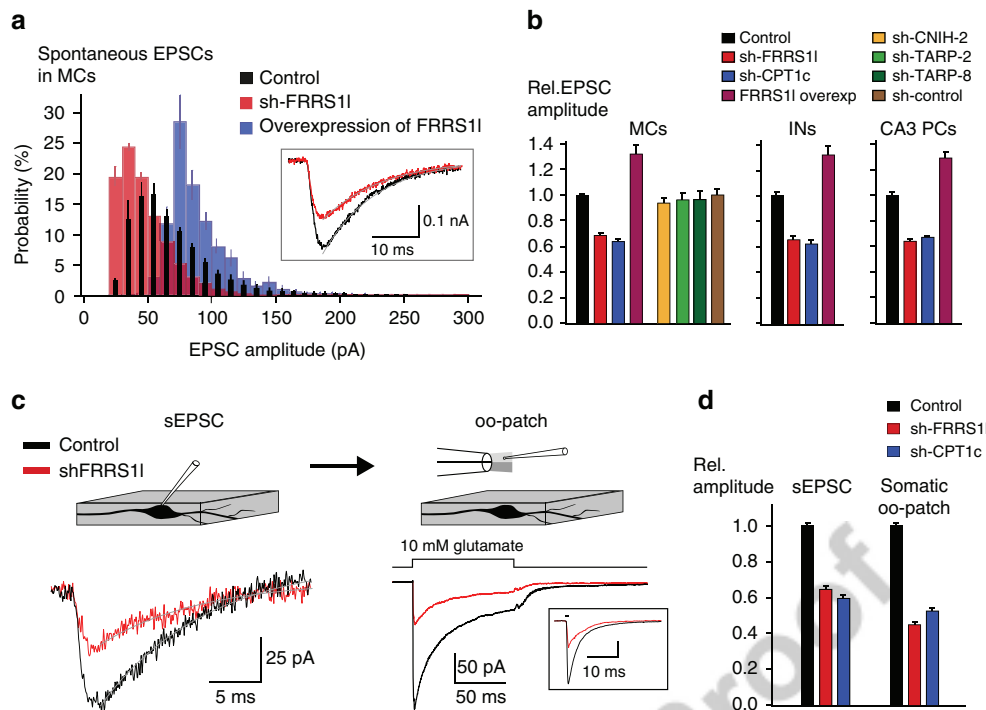 a
Spontaneous EPSCs
in MCs
Control
sh-FRRS1l
Overexpression of FRRS1l
Probability (%)
30
25
20
15
10
5
0
0.1 nA
10 ms
0 50 100 150 200 250 300
EPSC amplitude (pA)
b
Control
sh-FRRS1l
sh-CPT1c
FRRS1l overexp
sh-CNIH-2
sh-TARP-2
sh-TARP-8
sh-control
Rel.EPSC
amplitude
MCs
INs
CA3 PCs
1.4
1.2
1.0
0.8
0.6
0.4
0.2
0.0
c
sEPSC
oo-patch
Control
shFRRS1l
10 mM glutamate
25 pA
5 ms
50 pA
50 ms
10 ms
d
Control
sh-FRRS1l
sh-CPT1c
Rel.
amplitude
sEPSC
Somatic
oo-patch
1.0
0.8
0.6
0.4
0.2
0.0
Proof